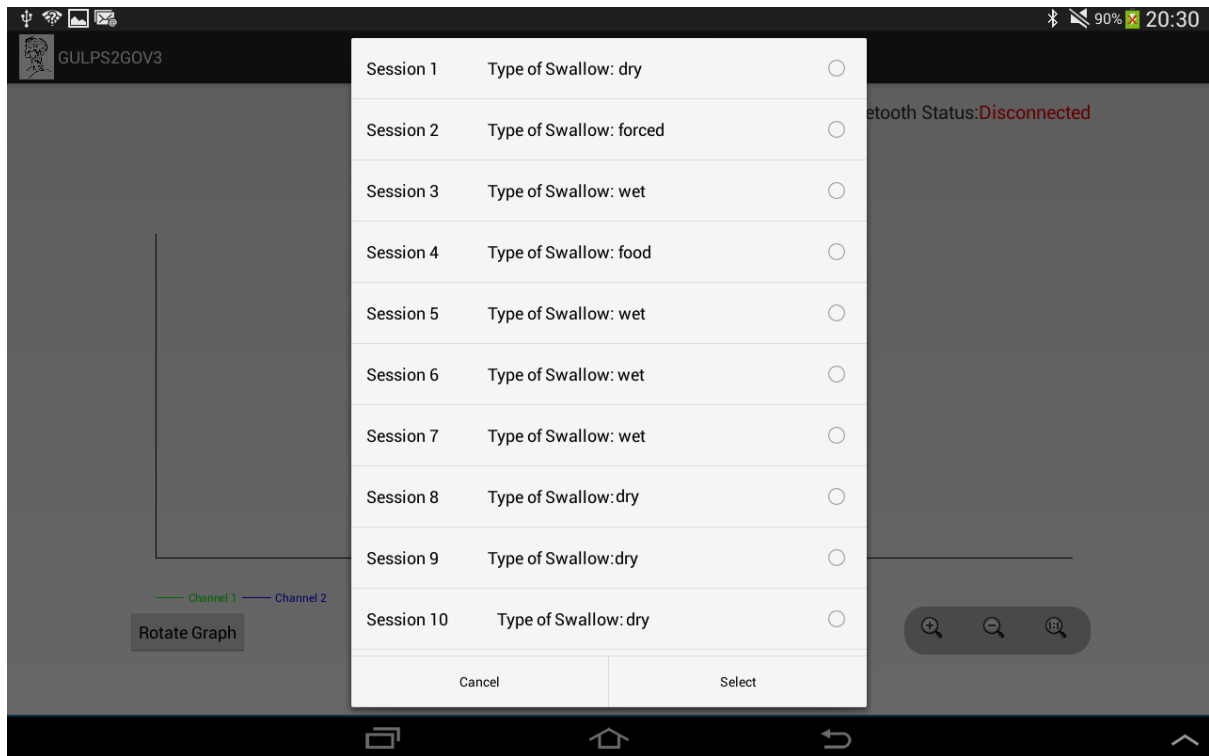 90% 20:30
GULPS2GOV3
etooth Status:Disconnected
Session 1 Type of Swallow: dry
Session 2 Type of Swallow: forced
Session 3 Type of Swallow: wet
Session 4 Type of Swallow: food
Session 5 Type of Swallow: wet
Session 6 Type of Swallow: wet
Session 7 Type of Swallow: wet
Session 8 Type of Swallow:dry
Session 9 Type of Swallow:dry
Session 10 Type of Swallow:dry
Channel 1 Channel 2
Rotate Graph
1:1
Cancel Select